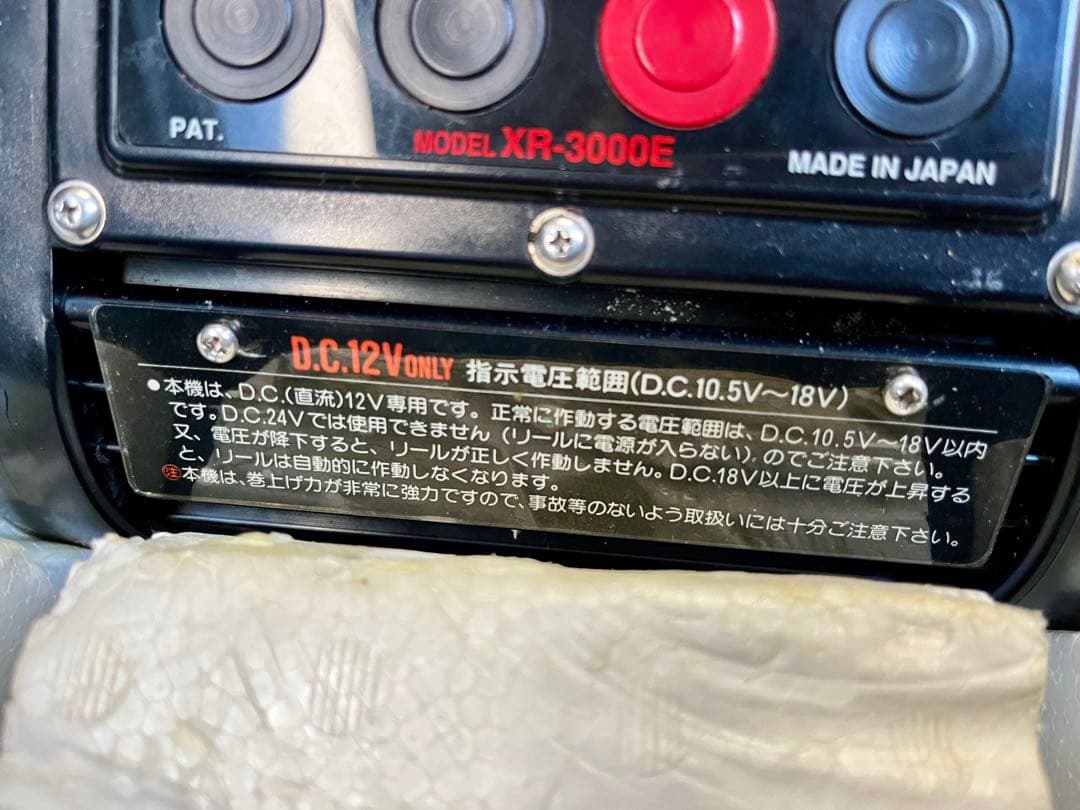 PAT.
MODEL XR-3000E
MADE IN JAPAN
D.C.12V ONLY 指示電圧範囲(D.C.10.5V〜18V)
●本機は、D.C.(直流)12V専用です。正常に作動する電圧範囲は、D.C.10.5V〜18V以内
です。D.C.24Vでは使用できません(リールに電源が入らない)。のでご注意下さい。
又、電圧が降下すると、リールが正しく作動しません。D.C.18V以上に電圧が上昇する
と、リールは自動的に作動しなくなります。
注本機は、巻上げ力が非常に強力ですので、事故等のないよう取扱いには十分ご注意下さい。